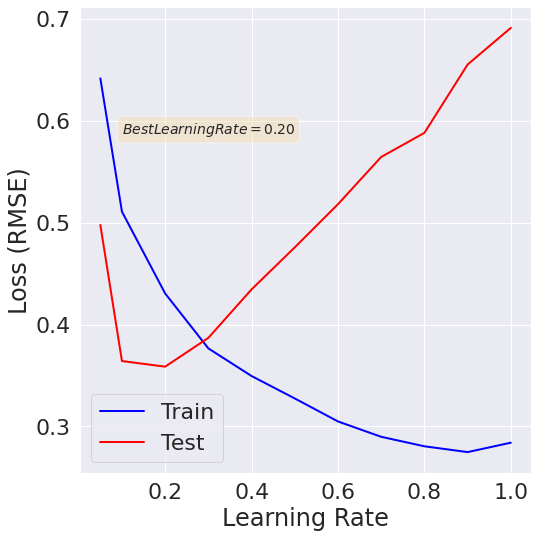 0.7
0.6
0.5
0.4
0.3
Loss (RMSE)
BestLearningRate = 0.20
Train
Test
0.2 0.4 0.6 0.8 1.0
Learning Rate